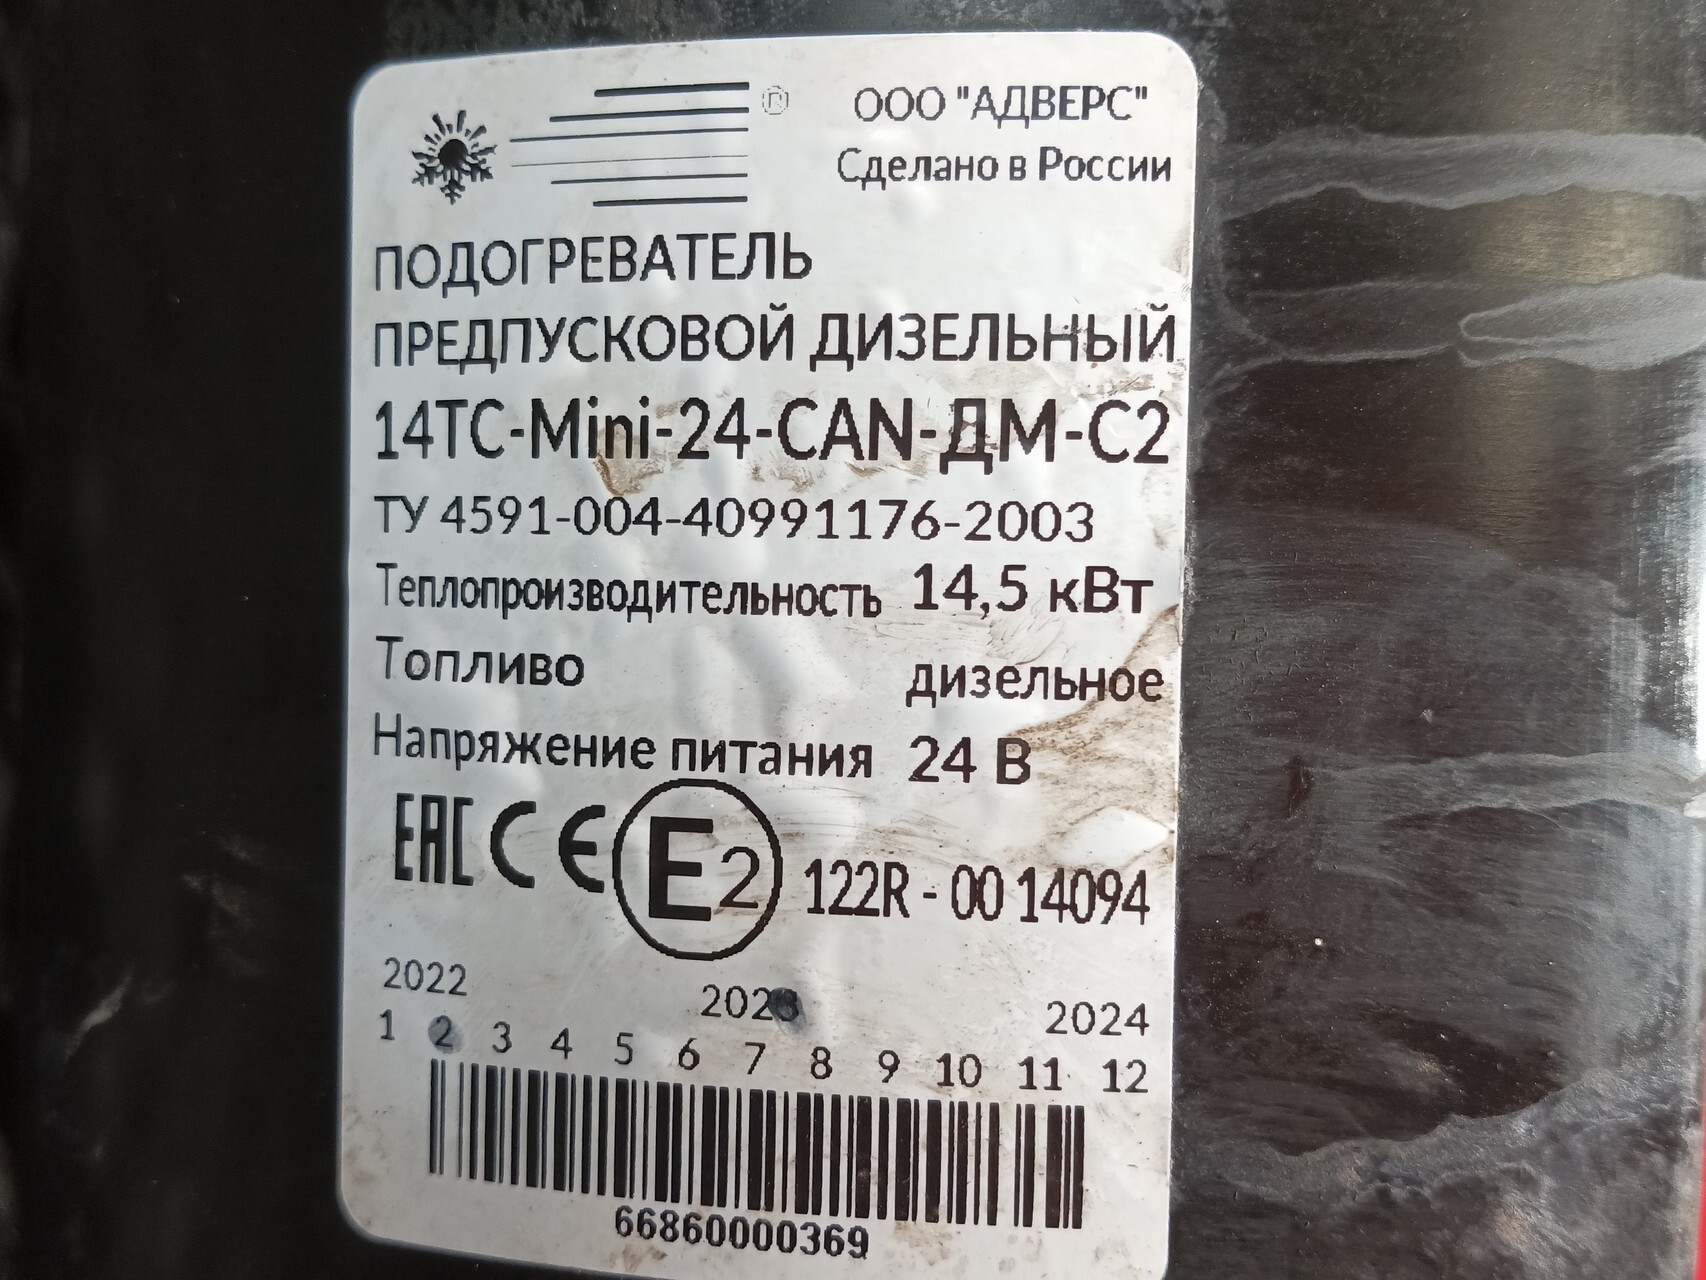 ®
ООО "АДВЕРС"
Сделано в России
ПОДОГРЕВАТЕЛЬ
ПРЕДПУСКОВОЙ ДИЗЕЛЬНЫЙ
14ТС-Mini-24-CAN-ДМ-С2
ТУ 4591-004-40991176-2003
Теплопроизводительность 14,5 кВт
Топливо дизельное
Напряжение питания 24 В
EAC CE E2 122R - 00 14094
2022 2023 2024
1 2 3 4 5 6 7 8 9 10 11 12
66860000369